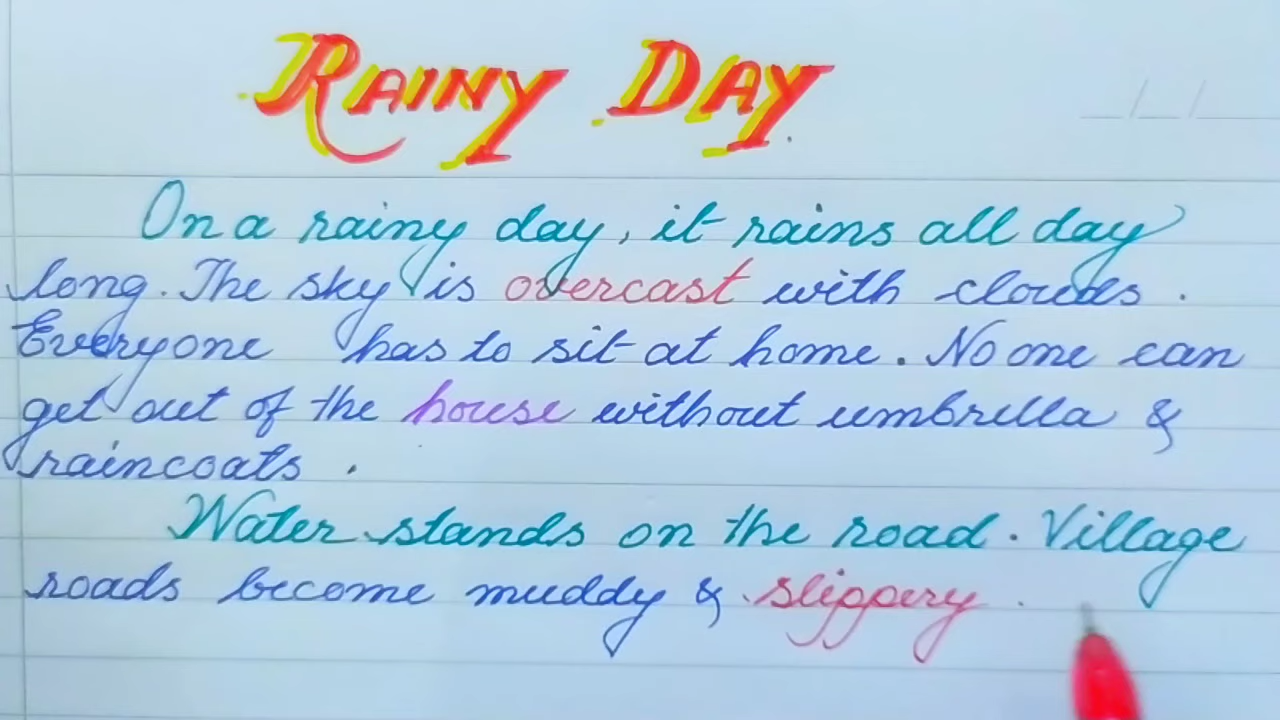 RAINY DAY
On a rainy day, it rains all day
long. The sky is overcast with clouds.
Everyone has to sit at home. No one can
get out of the house without umbrella &
raincoats.
Water stands on the road. Village
roads become muddy & slippery.